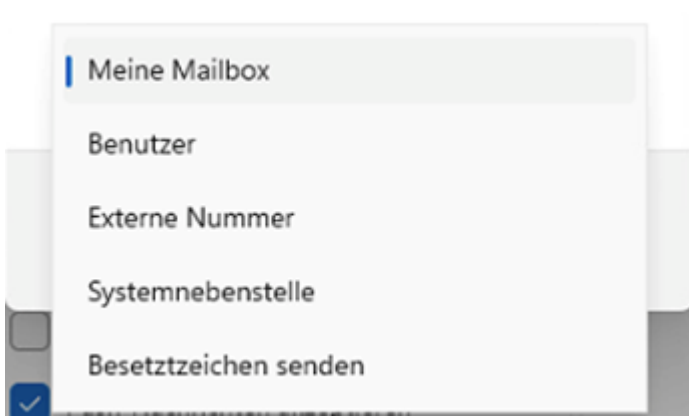 Meine Mailbox
Benutzer
Externe Nummer
Systemnebenstelle
Besetztzeichen senden